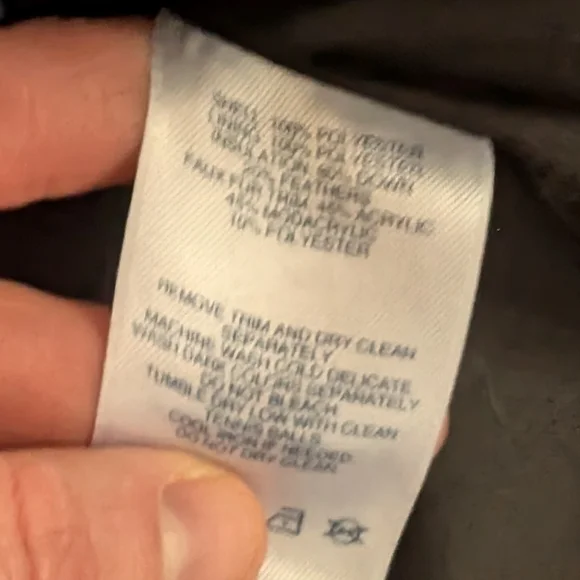 SHELL: 100% POLYESTER
LINING: 100% POLYESTER
INSULATION: 80% DOWN
20% FEATHERS
FAUX FUR TRIM: 45% ACRYLIC
45% MODACRYLIC
10% POLYESTER
REMOVE TRIM AND DRY CLEAN
SEPARATELY
MACHINE WASH COLD DELICATE
WASH DARK COLORS SEPARATELY
DO NOT BLEACH
TUMBLE DRY LOW WITH CLEAN
TENNIS BALLS
COOL IRON IF NEEDED
DO NOT DRY CLEAN